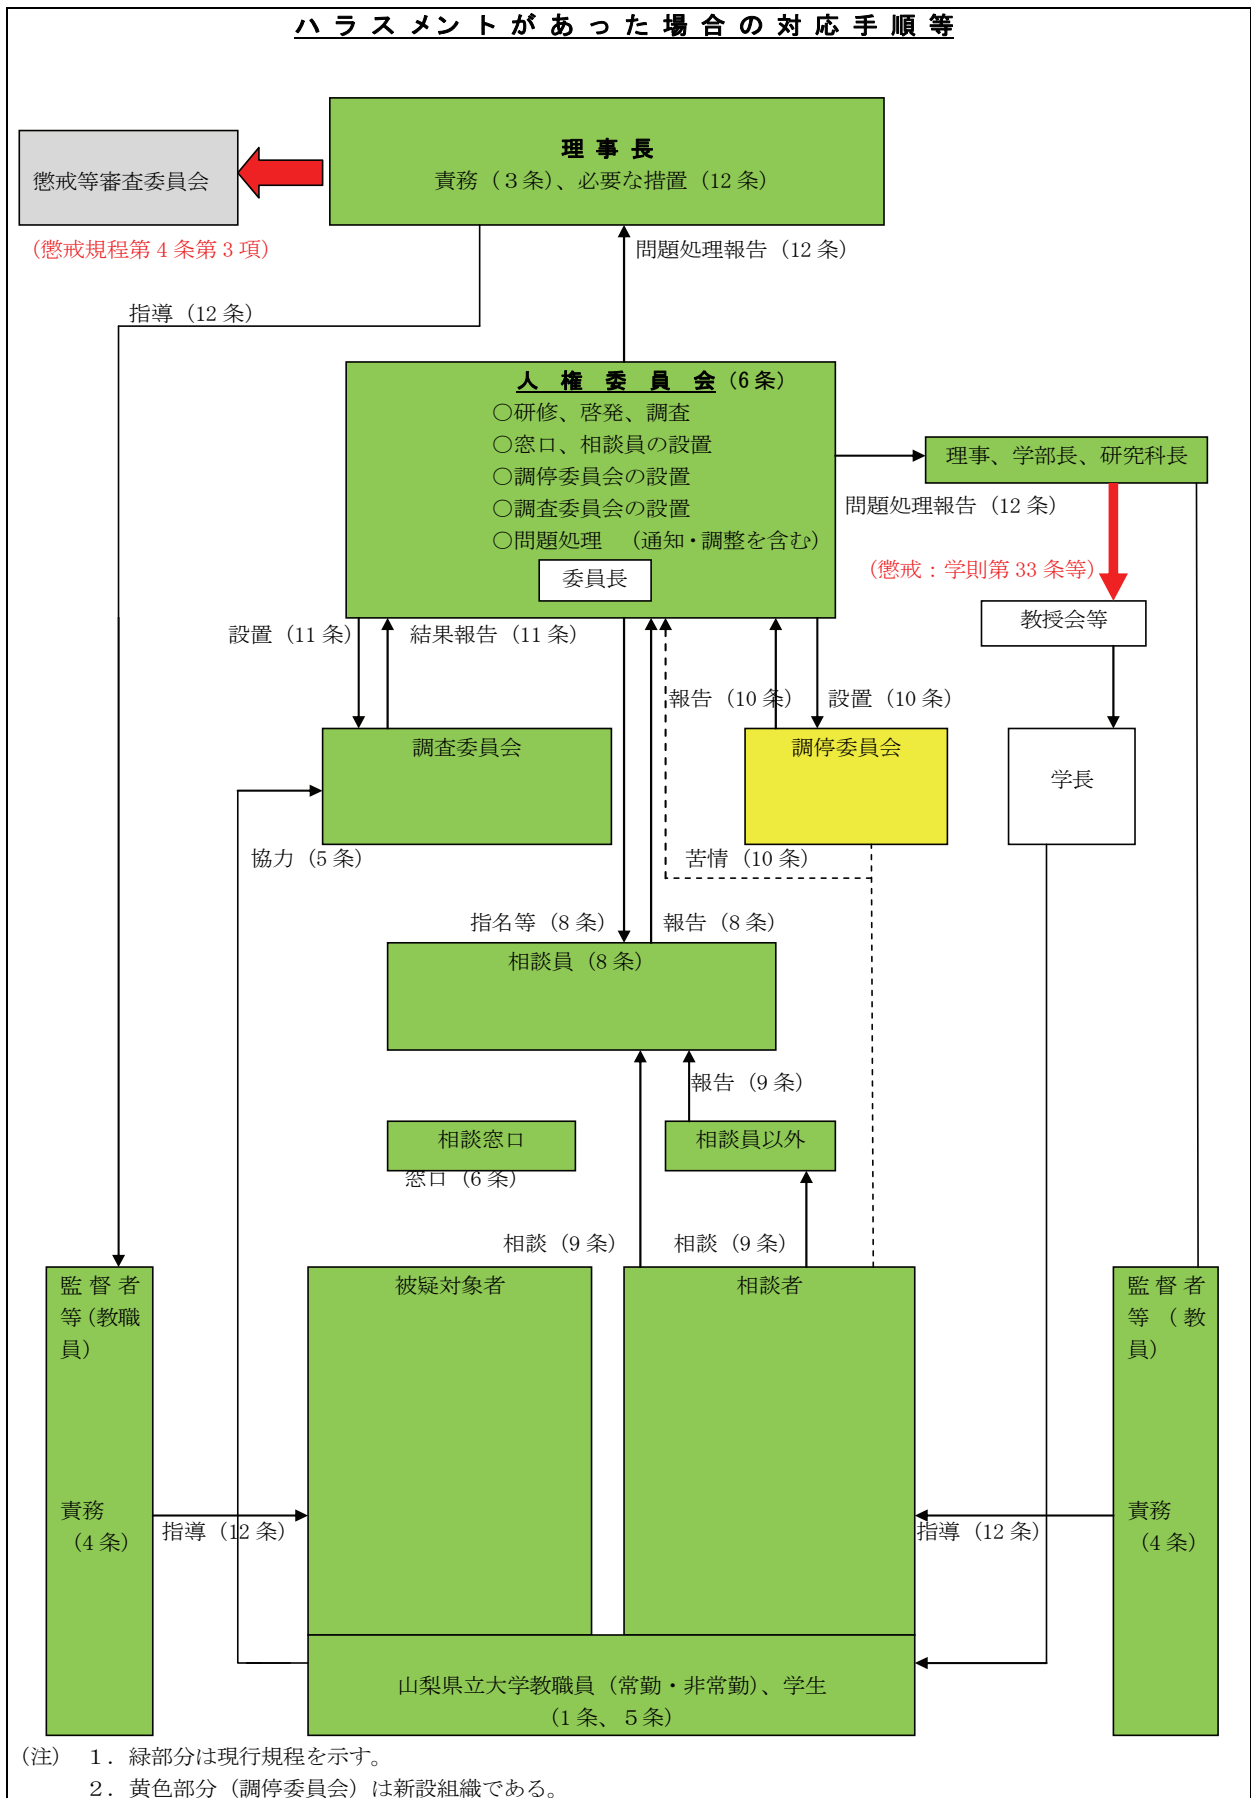 ハラスメントがあった場合の対応手順等
理事長
責務（３条）、必要な措置（12条）
懲戒等審査委員会
（懲戒規程第４条第３項）
問題処理報告（12条）
指導（12条）
人権委員会（６条）
○研修、啓発、調査
○窓口、相談員の設置
○調停委員会の設置
○調査委員会の設置
○問題処理　（通知・調整を含む）
委員長
理事、学部長、研究科長
問題処理報告（12条）
（懲戒：学則第33条等）
教授会等
設置（11条）
結果報告（11条）
報告（10条）
設置（10条）
調査委員会
調停委員会
学長
協力（５条）
苦情（10条）
指名等（８条）
報告（８条）
相談員（８条）
報告（９条）
相談窓口
相談員以外
窓口（６条）
相談（９条）
相談（９条）
監督者
等（教職
員）
被疑対象者
相談者
監督者
等（教
員）
責務
（４条）
指導（12条）
指導（12条）
責務
（４条）
山梨県立大学教職員（常勤・非常勤）、学生
（１条、５条）
（注）　１．緑部分は現行規程を示す。
２．黄色部分（調停委員会）は新設組織である。